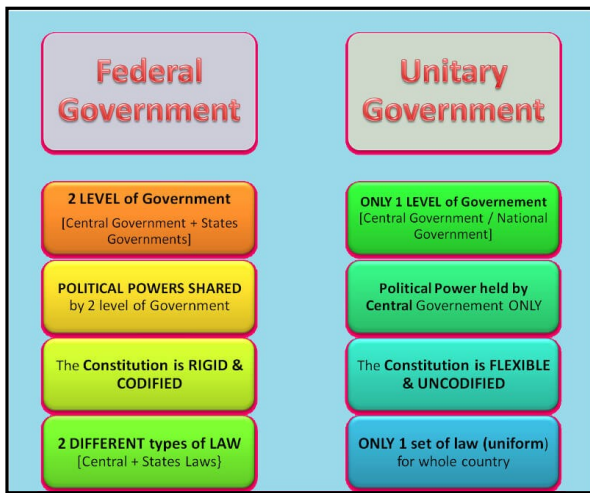 Federal
Government
2 LEVEL of Government
[Central Government + States
Governments]
POLITICAL POWERS SHARED
by 2 level of Government
The Constitution is RIGID &
CODIFIED
2 DIFFERENT types of LAW
[Central + States Laws}
Unitary
Government
ONLY 1 LEVEL of Governement
[Central Government / National
Government]
Political Power held by
Central Governement ONLY
The Constitution is FLEXIBLE
& UNCODIFIED
ONLY 1 set of law (uniform)
for whole country